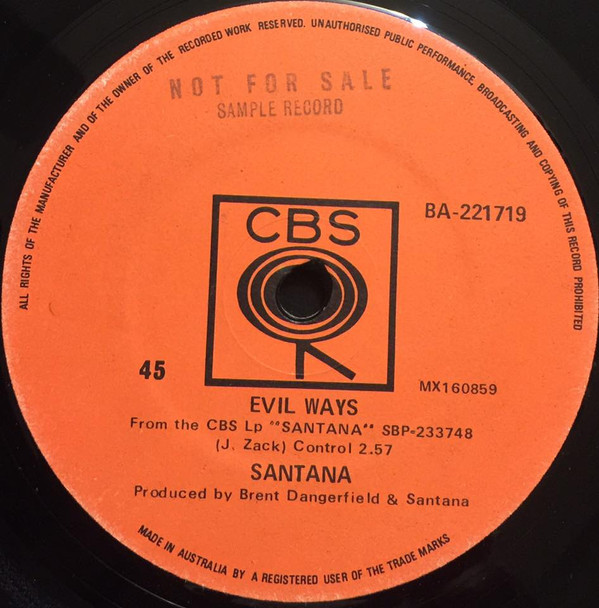 ALL RIGHTS OF THE MANUFACTURER AND OF THE OWNER OF THE RECORDED WORK RESERVED. UNAUTHORISED PUBLIC PERFORMANCE, BROADCASTING AND COPYING OF THIS RECORD PROHIBITED
NOT FOR SALE
SAMPLE RECORD
CBS
BA-221719
45
MX160859
EVIL WAYS
From the CBS Lp "SANTANA" SBP-233748
(J. Zack) Control 2.57
SANTANA
Produced by Brent Dangerfield & Santana
MADE IN AUSTRALIA BY A REGISTERED USER OF THE TRADE MARKS